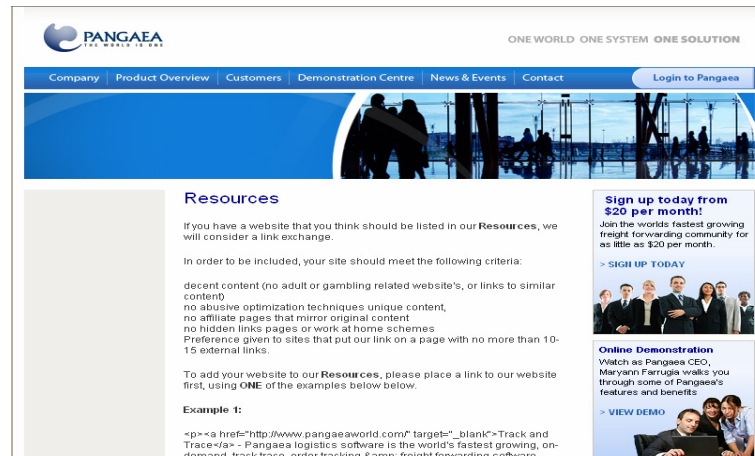 PANGAEA
THE WORLD IS ONE
ONE WORLD ONE SYSTEM ONE SOLUTION
Company
Product Overview
Customers
Demonstration Centre
News & Events
Contact
Login to Pangaea
Resources
If you have a website that you think should be listed in our Resources, we
will consider a link exchange.
In order to be included, your site should meet the following criteria:
decent content (no adult or gambling related website's, or links to similar
content)
no abusive optimization techniques unique content,
no affiliate pages that mirror original content
no hidden links pages or work at home schemes
Preference given to sites that put our link on a page with no more than 10-
15 external links.
To add your website to our Resources, please place a link to our website
first, using ONE of the examples below below.
Example 1:
<p><a href="http://www.pangaeaworld.com/" target="_blank">Track and
Trace</a> - Pangaea logistics software is the world's fastest growing, on-
demand, track trace, order tracking &amp; freight forwarding software
Sign up today from
$20 per month!
Join the worlds fastest growing
freight forwarding community for
as little as $20 per month.
> SIGN UP TODAY
Online Demonstration
Watch as Pangaea CEO,
Maryann Farrugia walks you
through some of Pangaea's
features and benefits
> VIEW DEMO